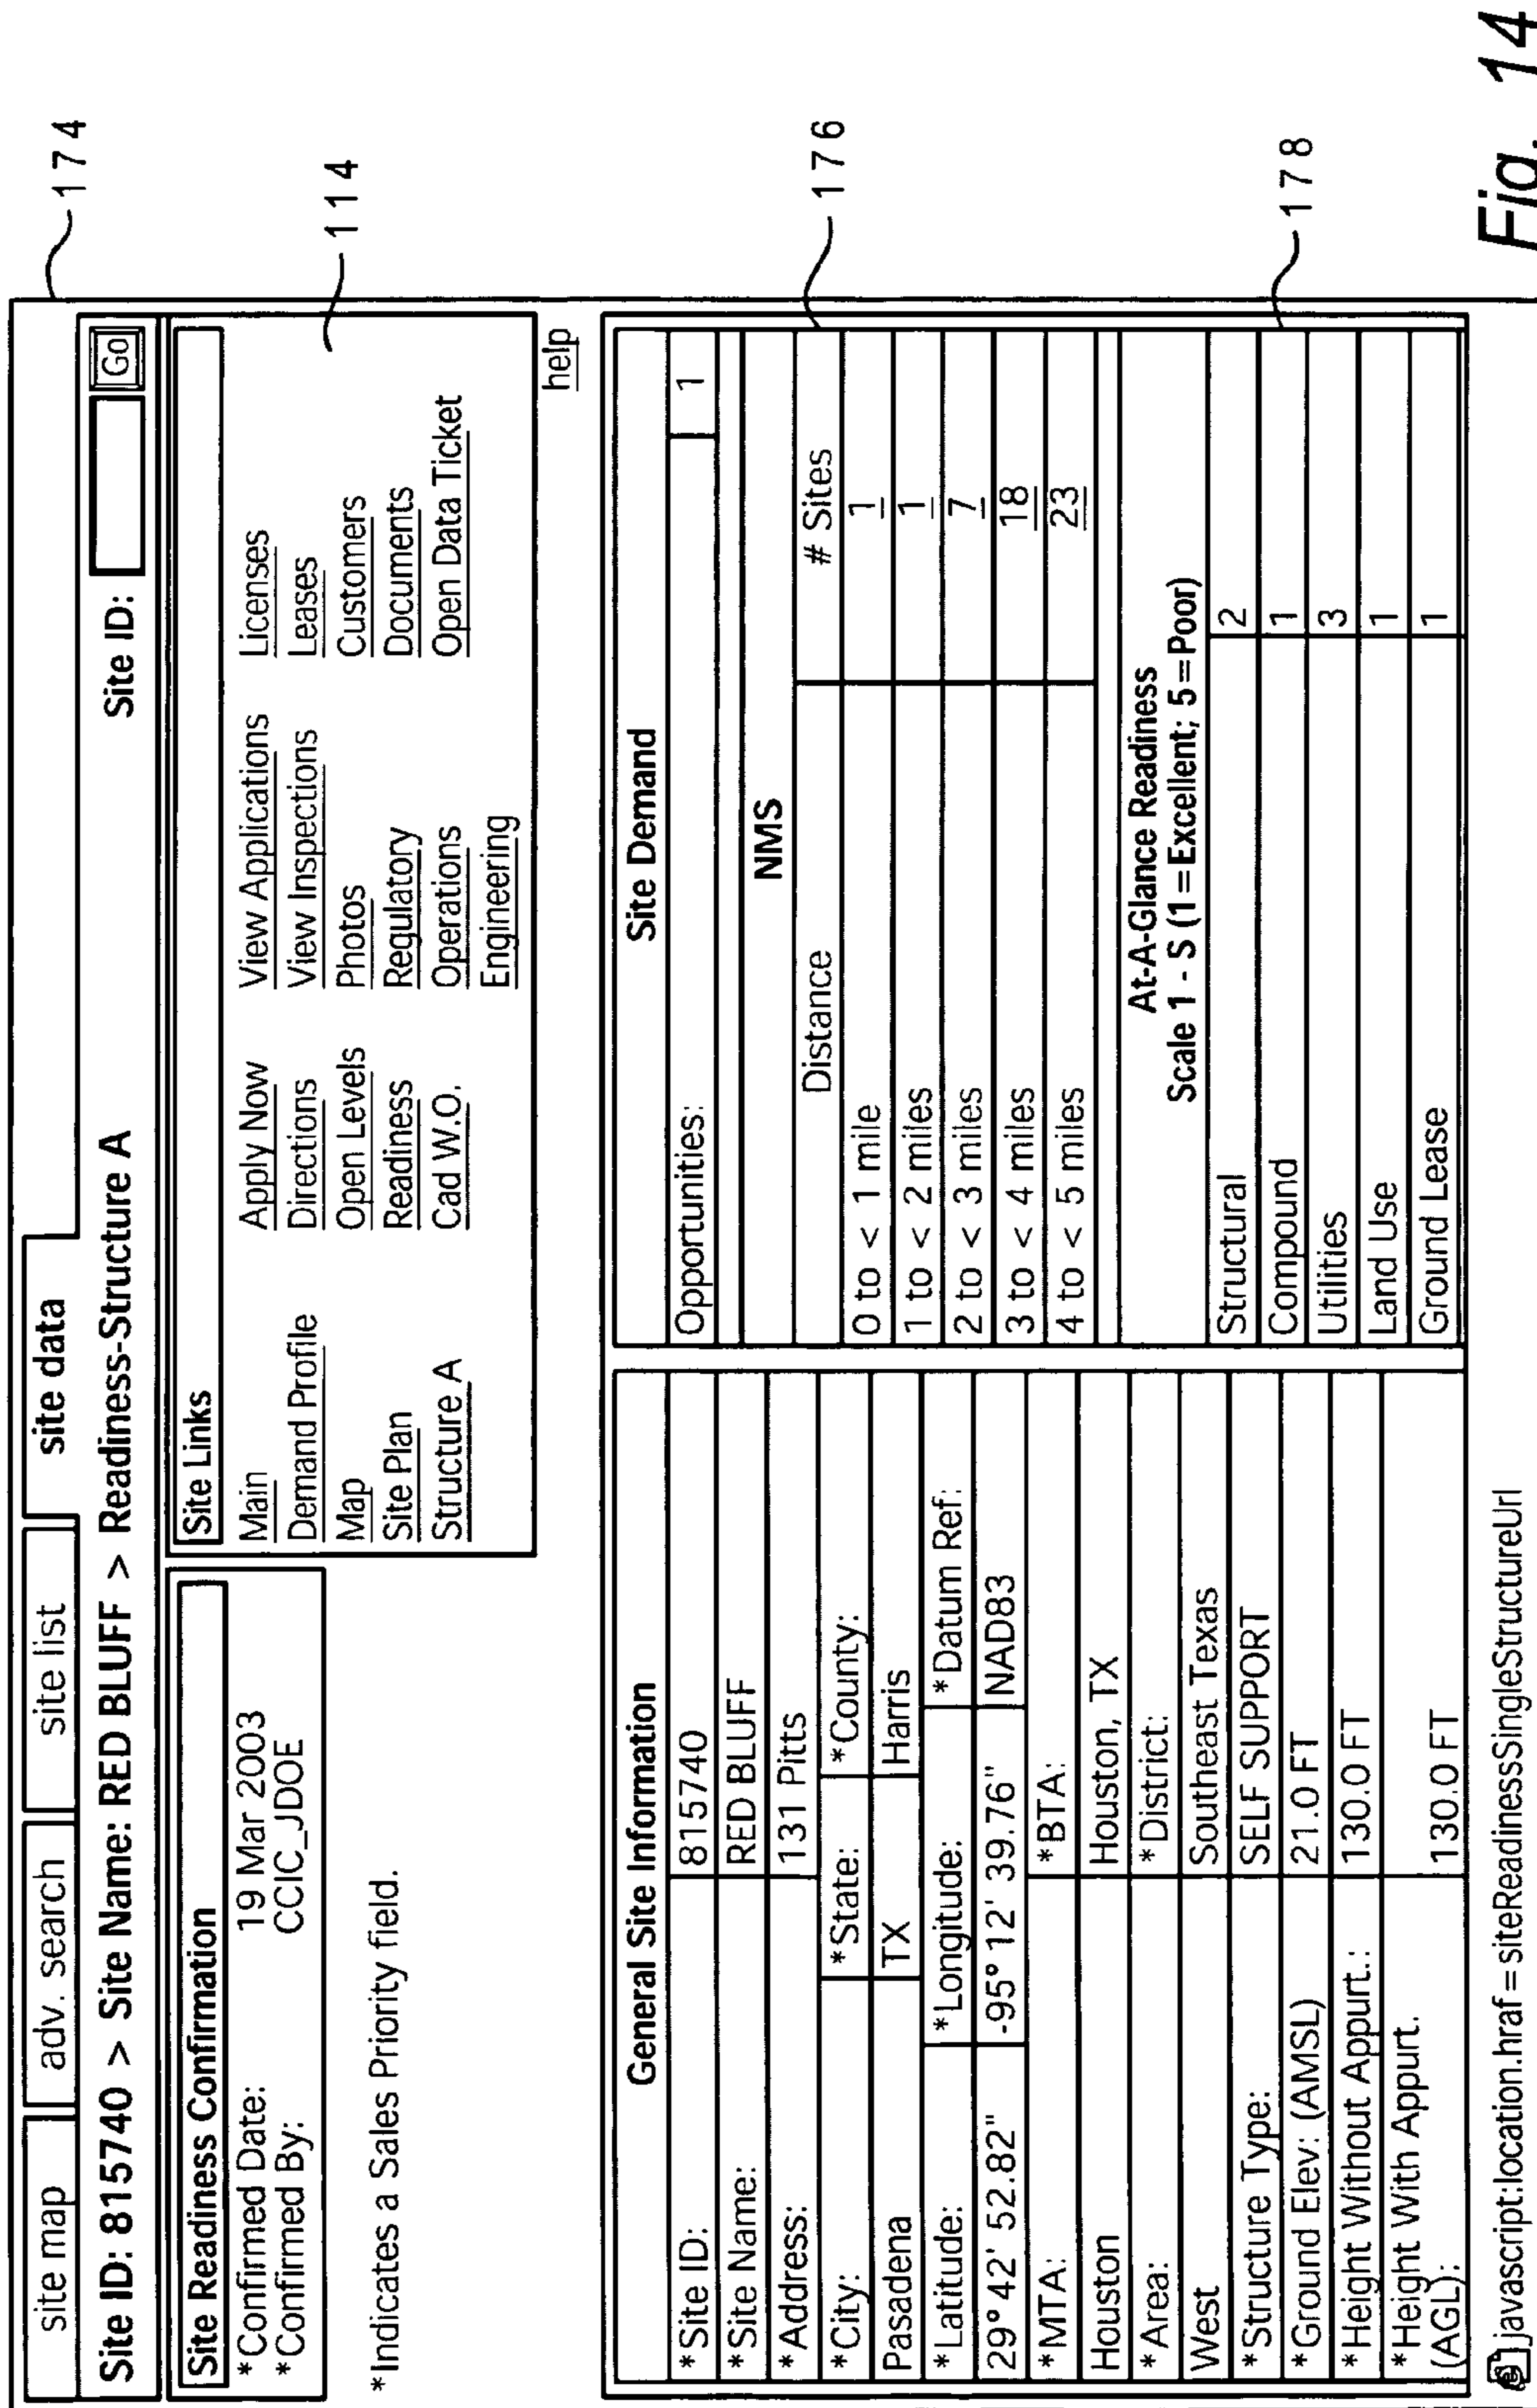 site map adv. search site list site data
Site ID: 815740 > Site Name: RED BLUFF > Readiness-Structure A Site ID: Go
Site Readiness Confirmation
*Confirmed Date: 19 Mar 2003
*Confirmed By: CCIC_JDOE
*Indicates a Sales Priority field.
Site Links
Main Apply Now View Applications Licenses
Demand Profile Directions View Inspections Leases
Map Open Levels Photos Customers
Site Plan Readiness Regulatory Documents
Structure A Cad W.O. Operations Open Data Ticket
Engineering
help
General Site Information
*Site ID: 815740
*Site Name: RED BLUFF
*Address: 131 Pitts
*City: *State: *County:
Pasadena TX Harris
*Latitude: *Longitude: *Datum Ref:
29° 42' 52.82" -95° 12' 39.76" NAD83
*MTA: *BTA:
Houston Houston, TX
*Area: *District:
West Southeast Texas
*Structure Type: SELF SUPPORT
*Ground Elev: (AMSL) 21.0 FT
*Height Without Appurt.: 130.0 FT
*Height With Appurt.
(AGL): 130.0 FT
Site Demand
Opportunities: 1
NMS
Distance # Sites
0 to < 1 mile 1
1 to < 2 miles 1
2 to < 3 miles 7
3 to < 4 miles 18
4 to < 5 miles 23
At-A-Glance Readiness
Scale 1 - S (1=Excellent; 5=Poor)
Structural 2
Compound 1
Utilities 3
Land Use 1
Ground Lease 1
javascript:location.hraf=siteReadinessSingleStructureUrl
174
114
176
178
Fig. 14